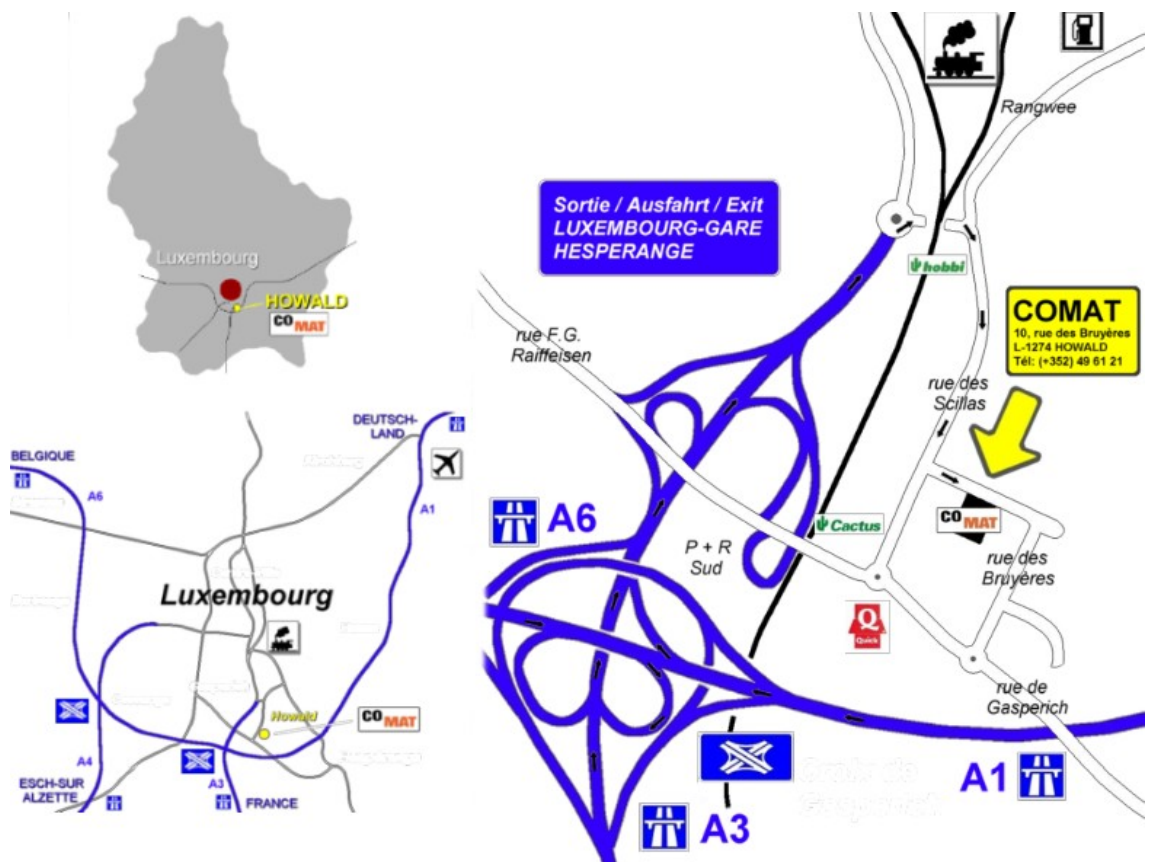 Luxembourg
HOWALD
CO
MAT
BELGIQUE
A6
DEUTSCH-
LAND
A1
Luxembourg
Howald
CO
MAT
A4
ESCH-SUR
ALZETTE
A3
FRANCE
Rangwee
Sortie / Ausfahrt / Exit
LUXEMBOURG-GARE
HESPERANGE
hobbi
rue F.G.
Raiffeisen
COMAT
10, rue des Bruyères
L-1274 HOWALD
Tél: (+352) 49 61 21
rue des
Scillas
A6
P + R
Sud
Cactus
CO
MAT
rue des
Bruyères
Q
Quick
rue de
Gasperich
A1
A3